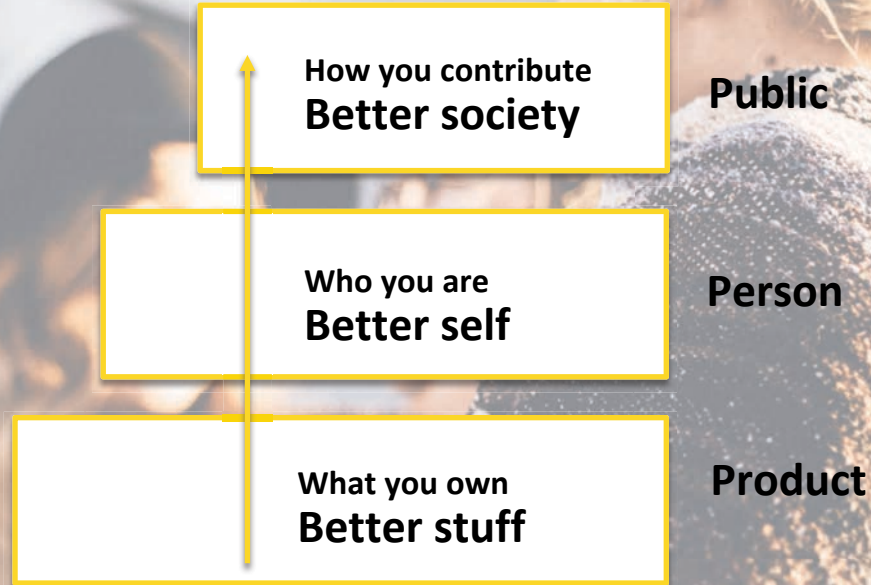 How you contribute
Better society
Public
Who you are
Better self
Person
What you own
Better stuff
Product